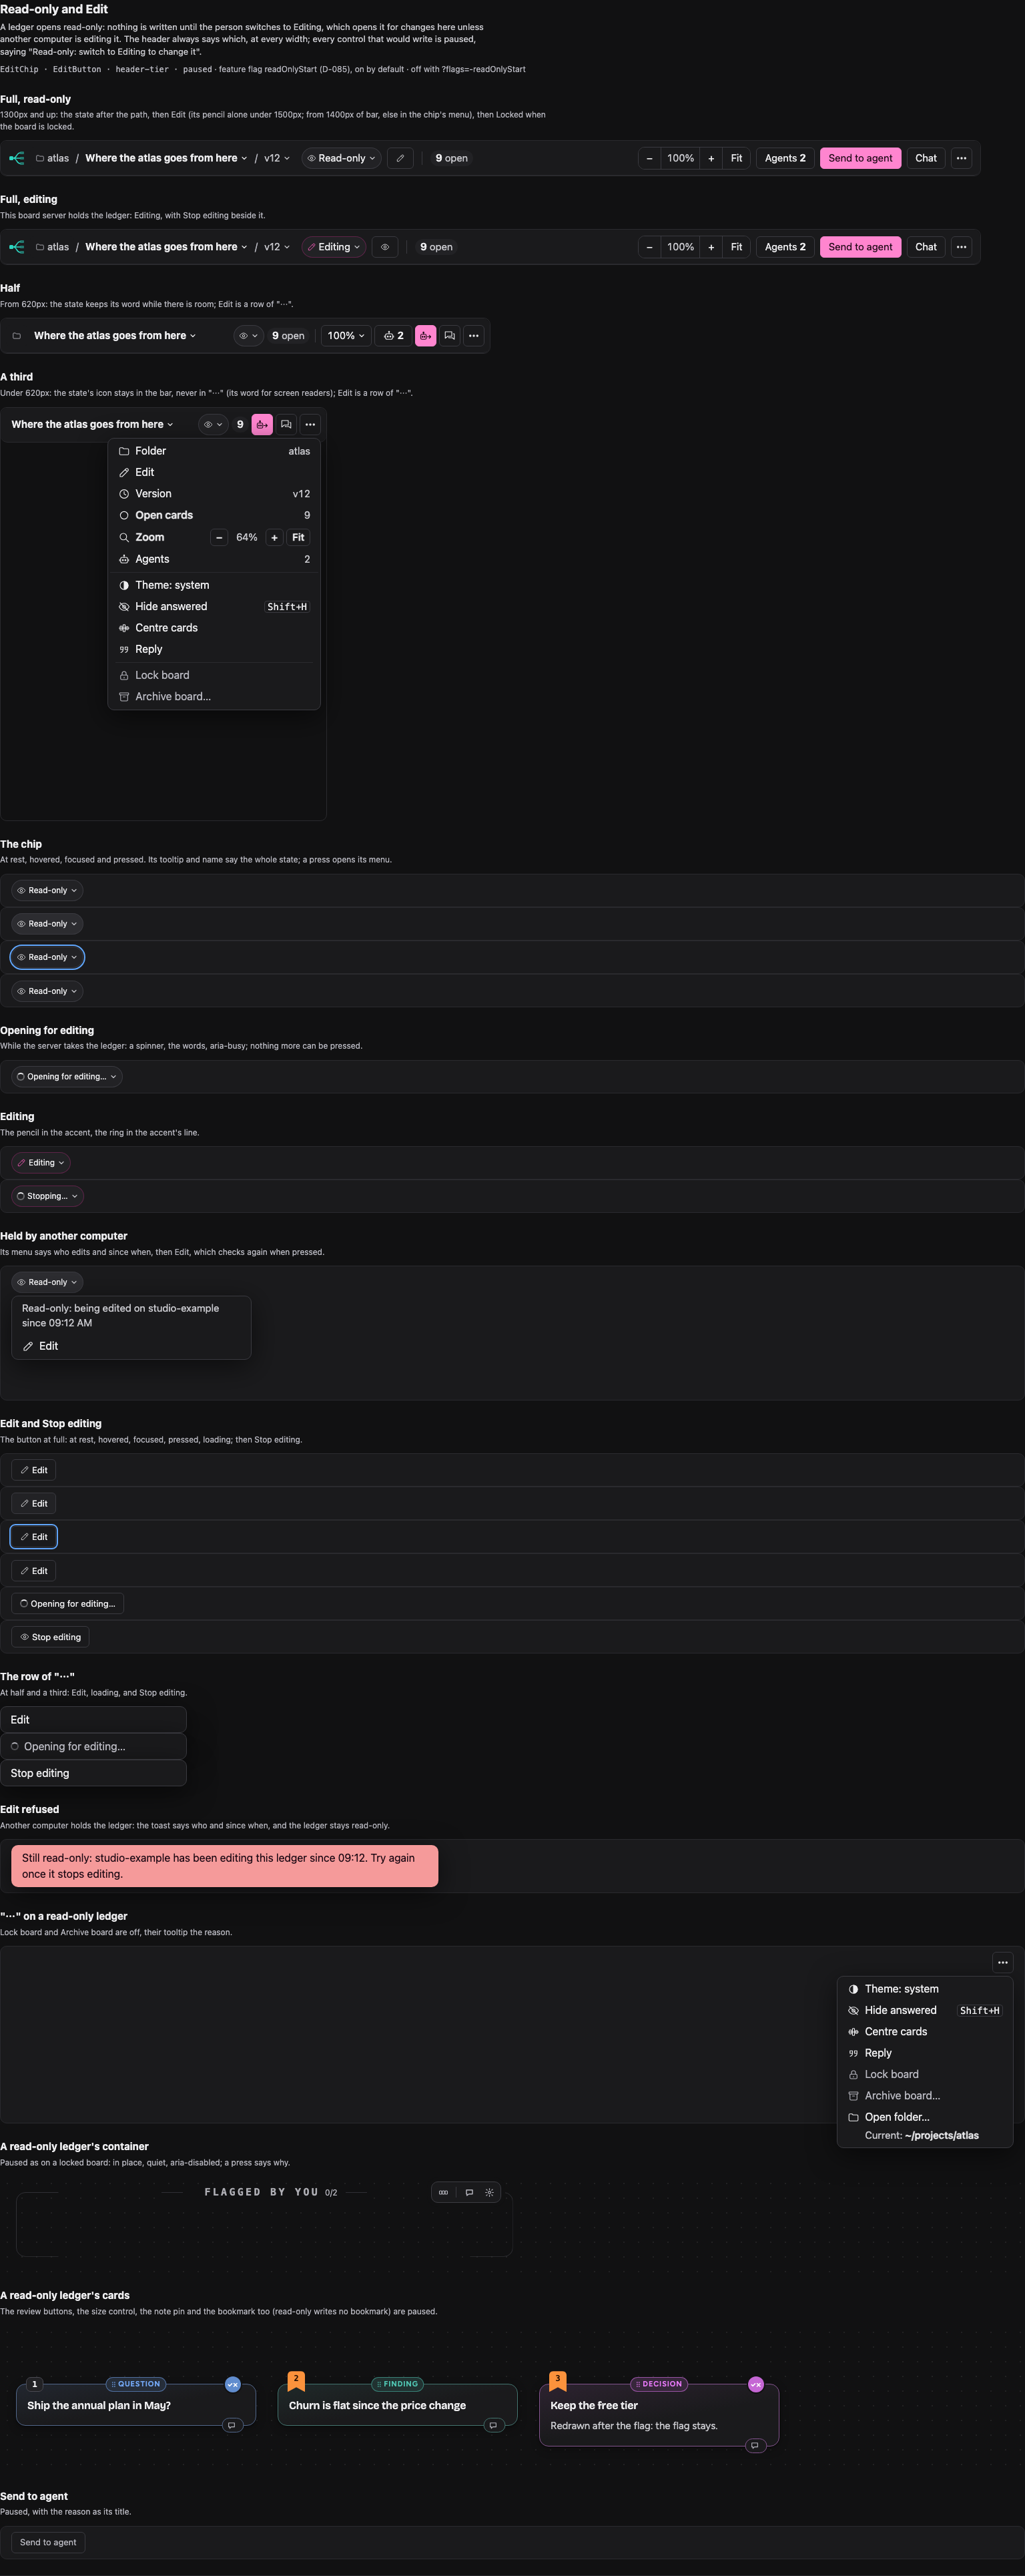 Read-only and Edit
A ledger opens read-only: nothing is written until the person switches to Editing, which opens it for changes here unless
another computer is editing it. The header always says which, at every width; every control that would write is paused,
saying "Read-only: switch to Editing to change it".
EditChip · EditButton · header-tier · paused · feature flag readOnlyStart (D-085), on by default · off with ?flags=-readOnlyStart
Full, read-only
1300px and up: the state after the path, then Edit (its pencil alone under 1500px; from 1400px of bar, else in the chip's menu), then Locked when
the board is locked.
atlas / Where the atlas goes from here / v12 Read-only 9 open − 100% + Fit Agents 2 Send to agent Chat ···
Full, editing
This board server holds the ledger: Editing, with Stop editing beside it.
atlas / Where the atlas goes from here / v12 Editing 9 open − 100% + Fit Agents 2 Send to agent Chat ···
Half
From 620px: the state keeps its word while there is room; Edit is a row of "···".
Where the atlas goes from here 9 open 100% 2 ···
A third
Under 620px: the state's icon stays in the bar, never in "···" (its word for screen readers); Edit is a row of "···".
Where the atlas goes from here 9 ···
Folder atlas
Edit
Version v12
Open cards 9
Zoom − 64% + Fit
Agents 2
Theme: system
Hide answered Shift+H
Centre cards
Reply
Lock board
Archive board...
The chip
At rest, hovered, focused and pressed. Its tooltip and name say the whole state; a press opens its menu.
Read-only
Read-only
Read-only
Read-only
Opening for editing
While the server takes the ledger: a spinner, the words, aria-busy; nothing more can be pressed.
Opening for editing...
Editing
The pencil in the accent, the ring in the accent's line.
Editing
Stopping...
Held by another computer
Its menu says who edits and since when, then Edit, which checks again when pressed.
Read-only
Read-only: being edited on studio-example
since 09:12 AM
Edit
Edit and Stop editing
The button at full: at rest, hovered, focused, pressed, loading; then Stop editing.
Edit
Edit
Edit
Edit
Opening for editing...
Stop editing
The row of "···"
At half and a third: Edit, loading, and Stop editing.
Edit
Opening for editing...
Stop editing
Edit refused
Another computer holds the ledger: the toast says who and since when, and the ledger stays read-only.
Still read-only: studio-example has been editing this ledger since 09:12. Try again
once it stops editing.
"···" on a read-only ledger
Lock board and Archive board are off, their tooltip the reason.
···
Theme: system
Hide answered Shift+H
Centre cards
Reply
Lock board
Archive board...
Open folder...
Current: ~/projects/atlas
A read-only ledger's container
Paused as on a locked board: in place, quiet, aria-disabled; a press says why.
FLAGGED BY YOU 0/2
A read-only ledger's cards
The review buttons, the size control, the note pin and the bookmark too (read-only writes no bookmark) are paused.
1 QUESTION
Ship the annual plan in May?
2 FINDING
Churn is flat since the price change
3 DECISION
Keep the free tier
Redrawn after the flag: the flag stays.
Send to agent
Paused, with the reason as its title.
Send to agent